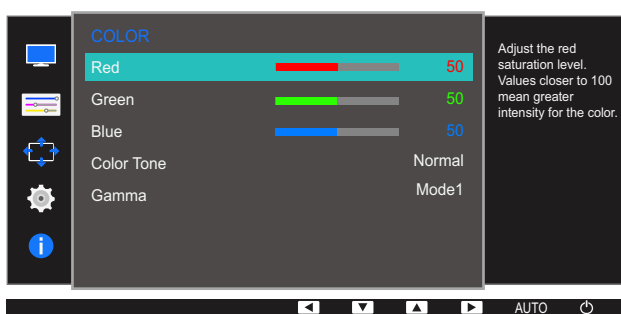 COLOR
Red 50
Green 50
Blue 50
Color Tone Normal
Gamma Mode1
Adjust the red
saturation level.
Values closer to 100
mean greater
intensity for the color.
AUTO